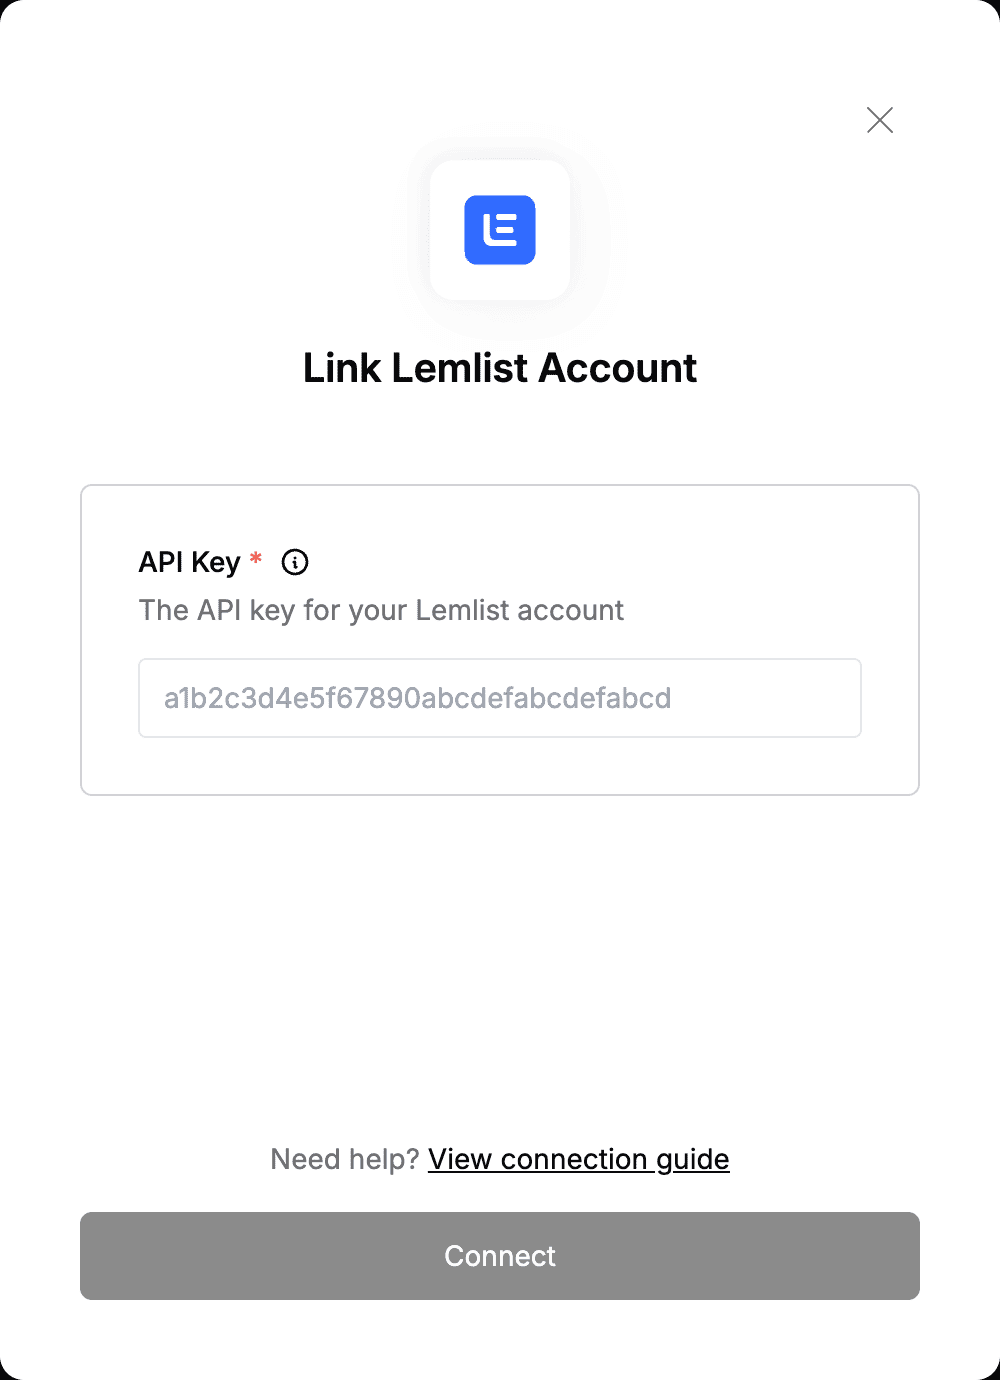 Link Lemlist Account
API Key *
The API key for your Lemlist account
a1b2c3d4e5f67890abcdefabcdefabcd
Need help? View connection guide
Connect